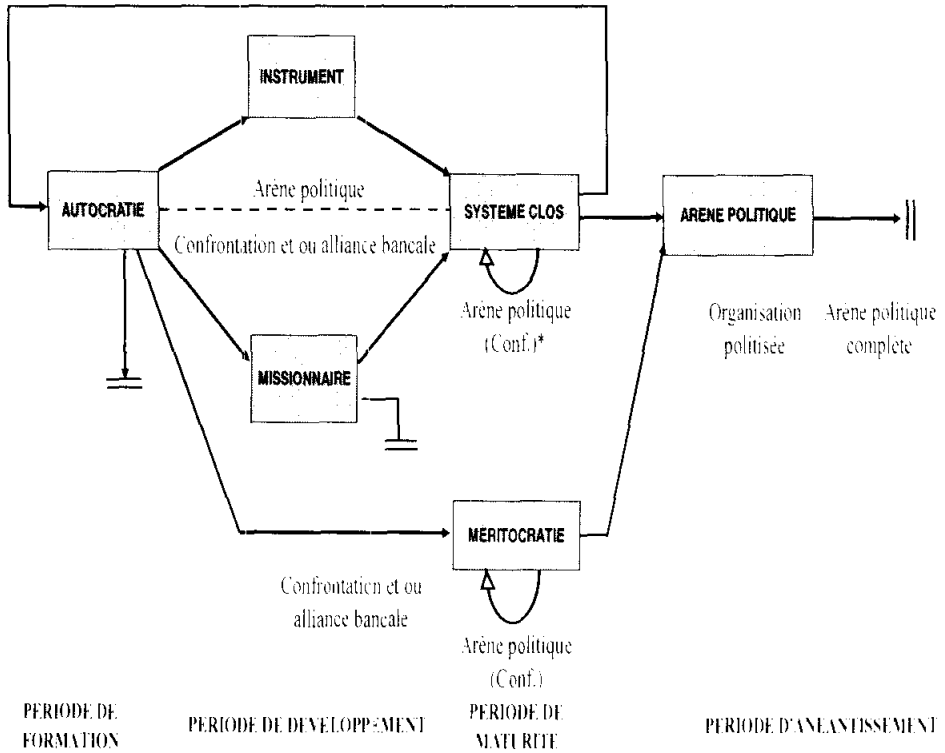 INSTRUMENT
AUTOCRATIE
Arène politique
Confrontation et ou alliance bancale
SYSTEME CLOS
ARENE POLITIQUE
Arène politique
(Conf.)*
Organisation
politisée
Arène politique
complète
MISSIONNAIRE
MERITOCRATIE
Confrontation et ou
alliance bancale
Arène politique
(Conf.)
PERIODE DE
FORMATION
PERIODE DE DEVELOPPEMENT
PERIODE DE
MATURITE
PERIODE D'ANEANTISSEMENT